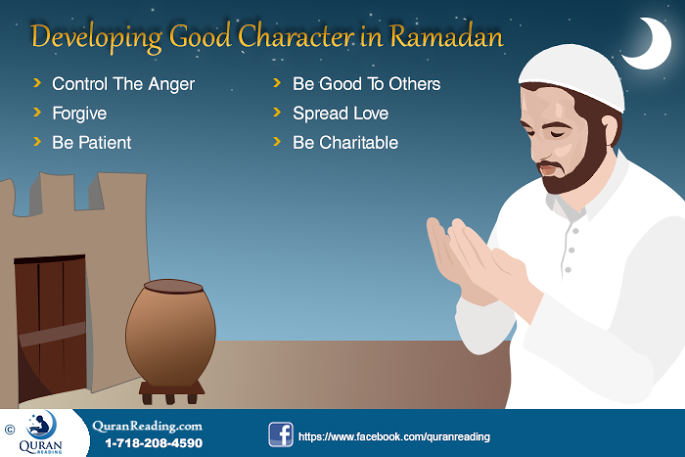 Developing Good Character in Ramadan
Control The Anger
Forgive
Be Patient
Be Good To Others
Spread Love
Be Charitable
©
QURAN
READING
QuranReading.com
1-718-208-4590
f
https://www.facebook.com/quranreading